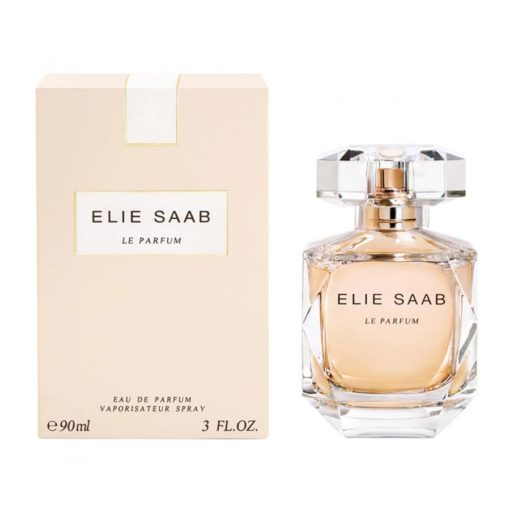 ELIE SAAB
LE PARFUM
EAU DE PARFUM
VAPORISATEUR SPRAY
℮90ml 3 FL.OZ.
ELIE SAAB
LE PARFUM